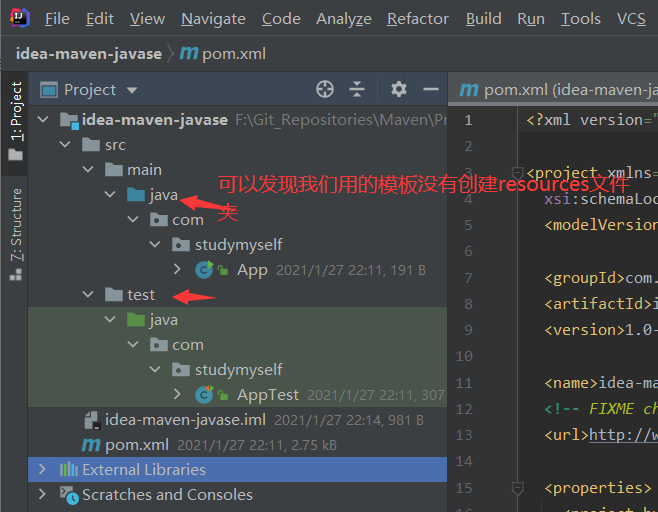 File Edit View Navigate Code Analyze Refactor Build Run Tools VCS
idea-maven-javase pom.xml
1: Project
7: Structure
Project
idea-maven-javase F:\Git_Repositories\Maven\Pr
src
main
java
com
studymyself
App 2021/1/27 22:11, 191 B
test
java
com
studymyself
AppTest 2021/1/27 22:11, 307
idea-maven-javase.iml 2021/1/27 22:14, 981 B
pom.xml 2021/1/27 22:11, 2.75 kB
External Libraries
Scratches and Consoles
可以发现我们用的模板没有创建resources文件
夹
pom.xml (idea-maven-j
1 <?xml version="
2
3 <project xmlns=
4 xsi:schemaLoc
5 <modelVersion
6
7 <groupId>com.
8 <artifactId>i
9 <version>1.0-
10
11 <name>idea-ma
12 <!-- FIXME ch
13 <url>http://w
14
15 <properties>